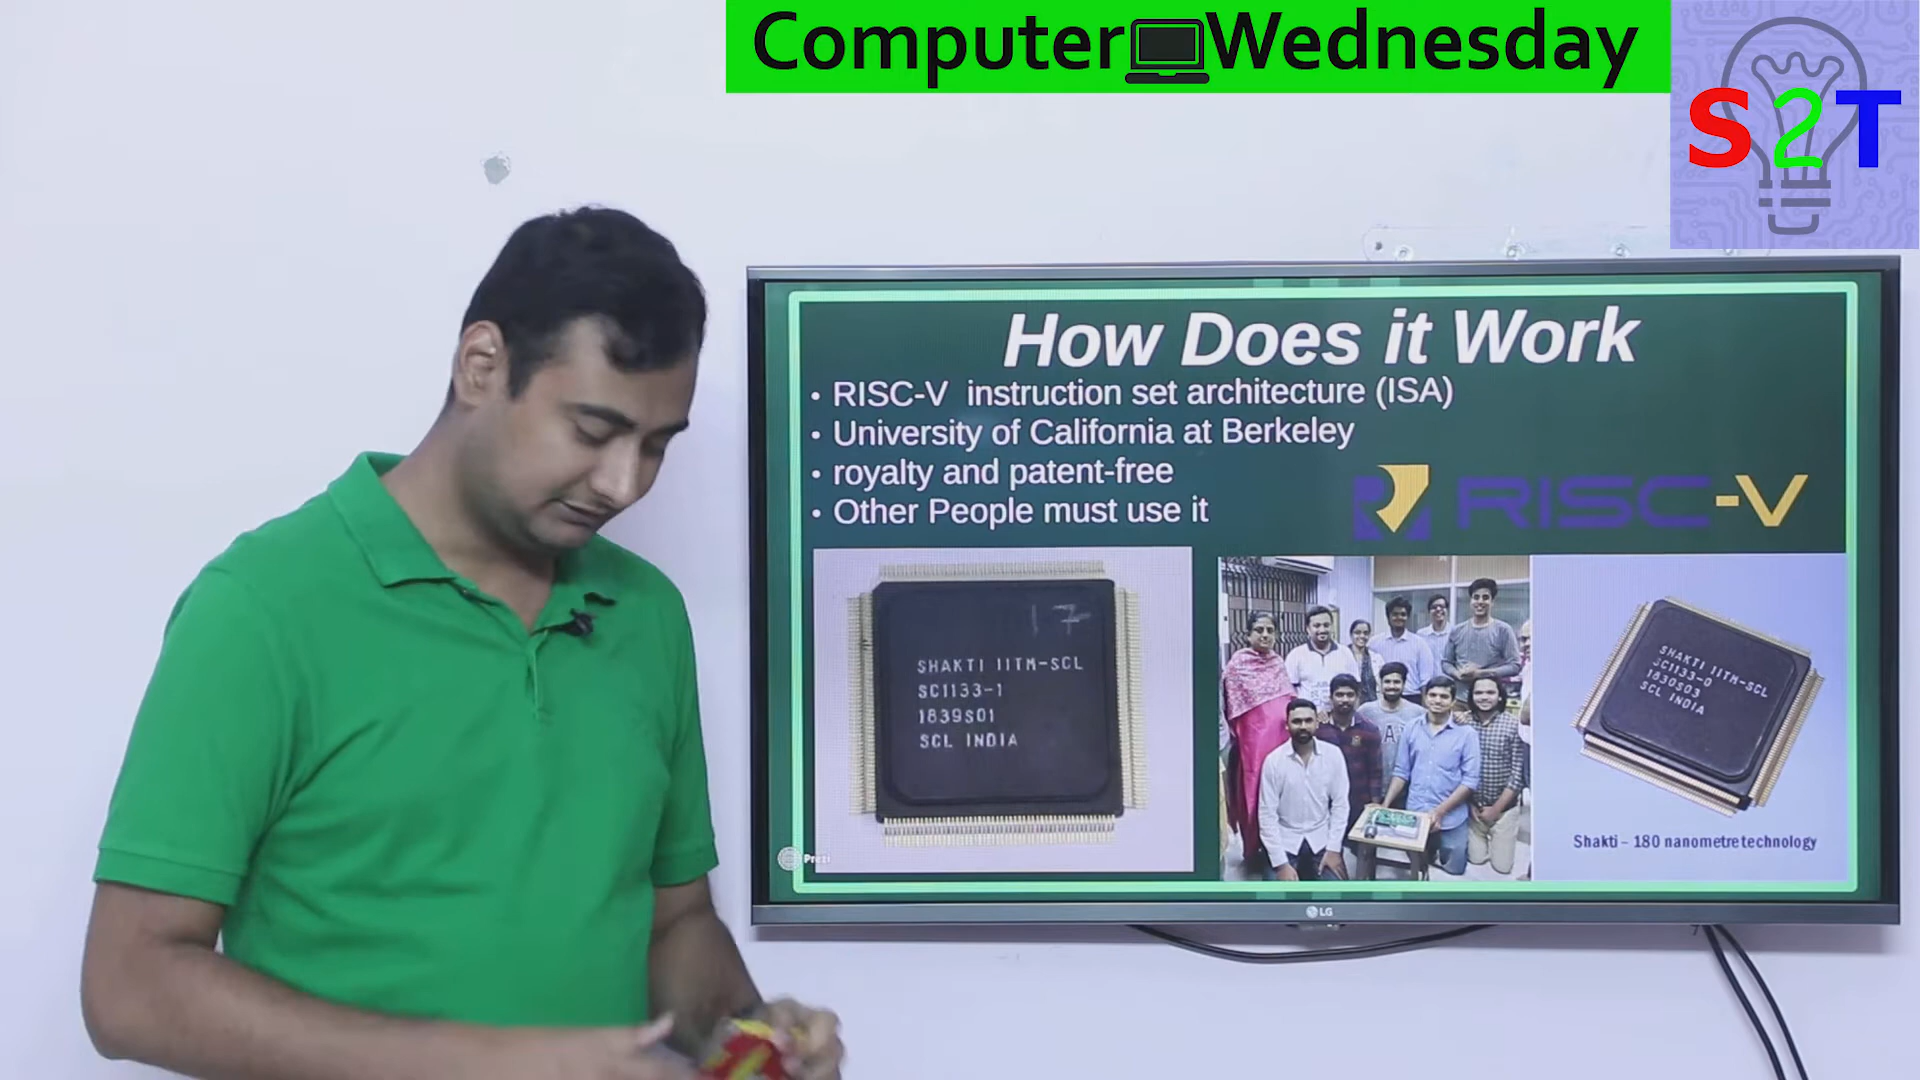 Computer Wednesday
S2T
How Does it Work
• RISC-V instruction set architecture (ISA)
• University of California at Berkeley
• royalty and patent-free
• Other People must use it
RISC-V
17
SHAKTI IITM-SCL
SC1133-1
1839S01
SCL INDIA
SHAKTI IITM-SCL
SC1133-0
1830S03
SCL INDIA
Shakti – 180 nanometre technology
Prezi
LG